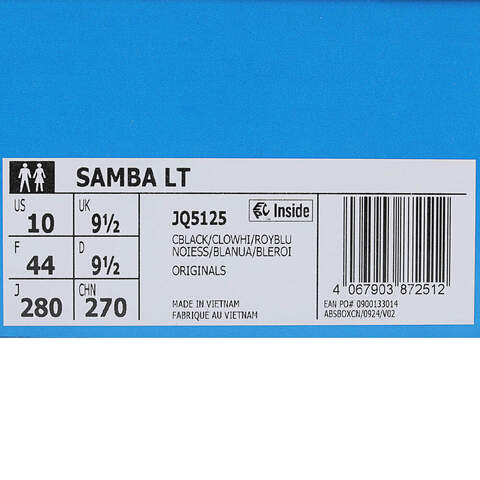 SAMBA LT
US 10 UK 9½
F 44 D 9½
J 280 CHN 270
JQ5125 Inside
CBLACK/CLOWHI/ROYBLU
NOIESS/BLANUA/BLEROI
ORIGINALS
MADE IN VIETNAM
FABRIQUÉ AU VIETNAM
4 067903 872512
EAN PO# 0900133014
ABSBOXCN/0924/V02